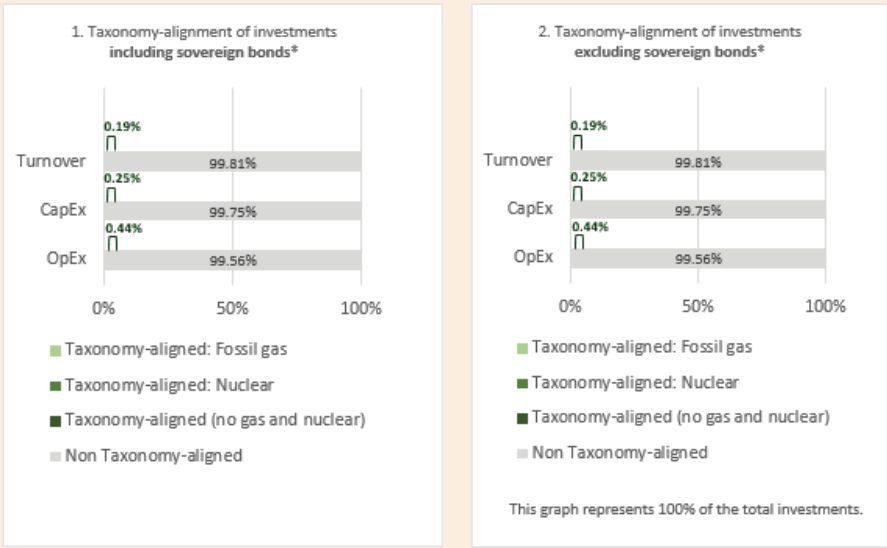 1. Taxonomy-alignment of investments
including sovereign bonds*
0.19%
Turnover
99.81%
0.25%
CapEx
99.75%
0.44%
OpEx
99.56%
0%
50%
100%
Taxonomy-aligned: Fossil gas
Taxonomy-aligned: Nuclear
Taxonomy-aligned (no gas and nuclear)
Non Taxonomy-aligned
2. Taxonomy-alignment of investments
excluding sovereign bonds*
0.19%
Turnover
99.81%
0.25%
CapEx
99.75%
0.44%
OpEx
99.56%
0%
50%
100%
Taxonomy-aligned: Fossil gas
Taxonomy-aligned: Nuclear
Taxonomy-aligned (no gas and nuclear)
Non Taxonomy-aligned
This graph represents 100% of the total investments.